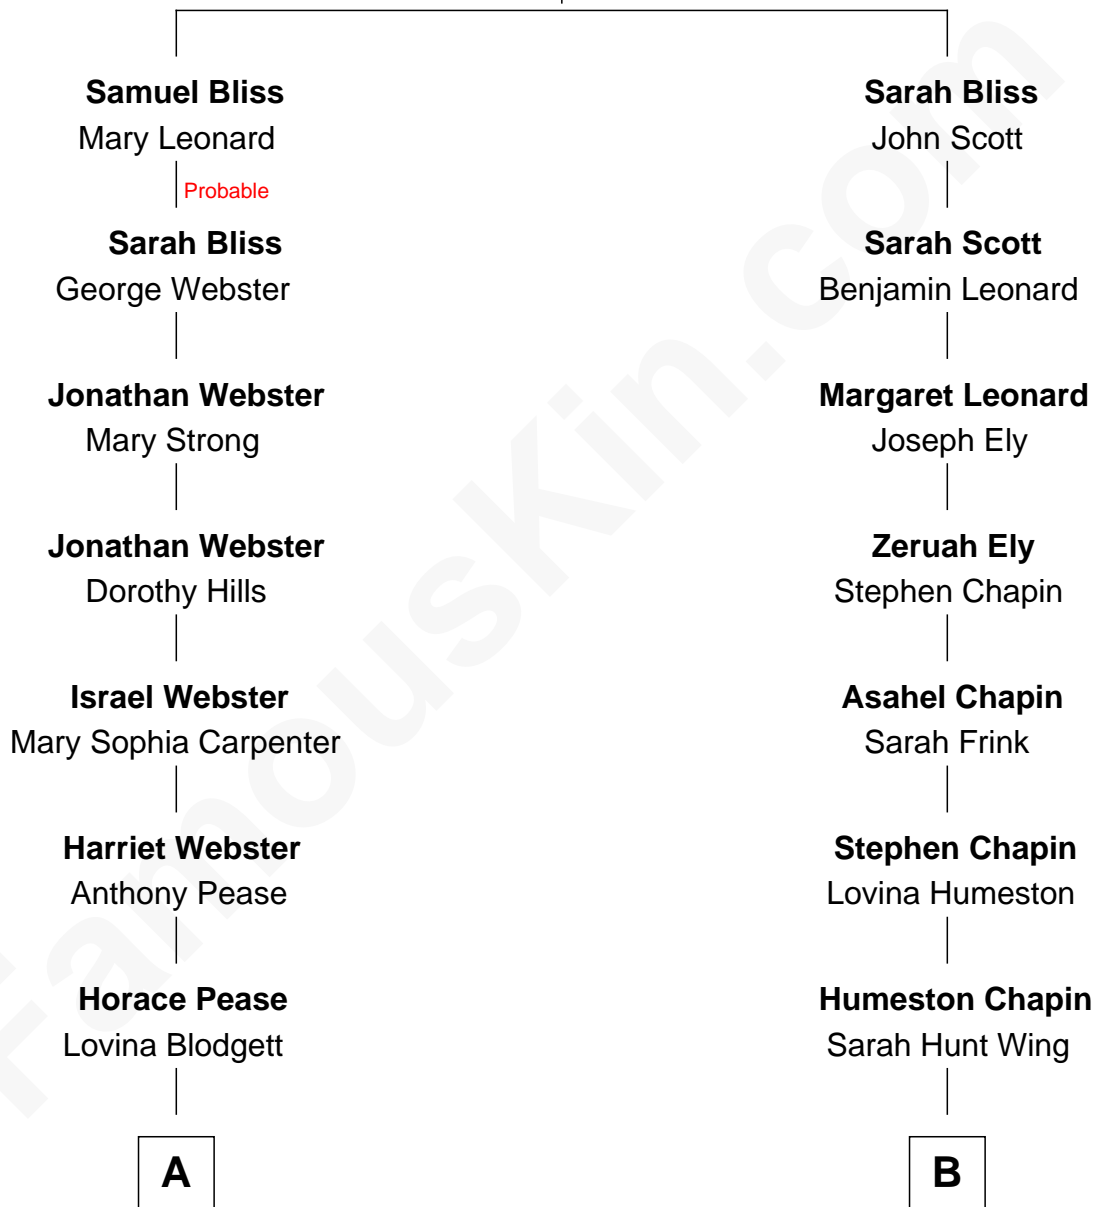 Samuel Bliss
Mary Leonard
Probable
Sarah Bliss
George Webster
Jonathan Webster
Mary Strong
Jonathan Webster
Dorothy Hills
Israel Webster
Mary Sophia Carpenter
Harriet Webster
Anthony Pease
Horace Pease
Lovina Blodgett
A
Sarah Bliss
John Scott
Sarah Scott
Benjamin Leonard
Margaret Leonard
Joseph Ely
Zeruah Ely
Stephen Chapin
Asahel Chapin
Sarah Frink
Stephen Chapin
Lovina Humeston
Humeston Chapin
Sarah Hunt Wing
B
FamousKin.com